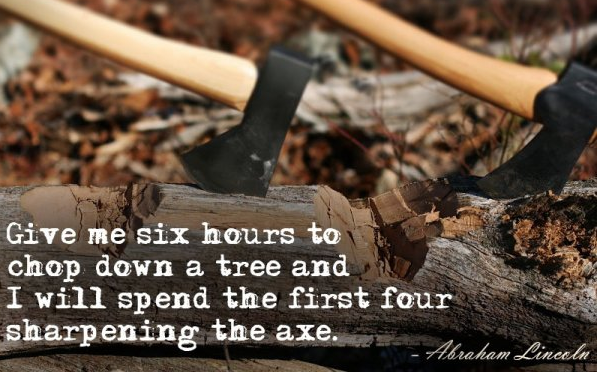 Give me six hours to
chop down a tree and
I will spend the first four
sharpening the axe.
- Abraham Lincoln